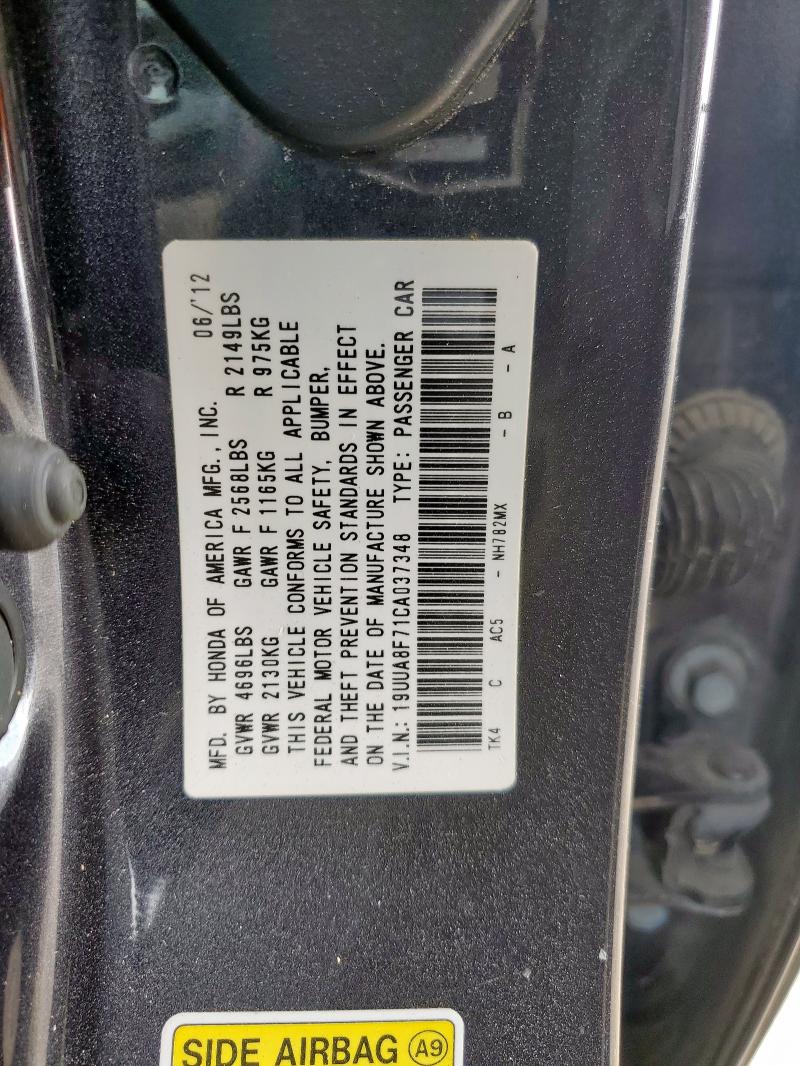 MFD. BY HONDA OF AMERICA MFG., INC. 06/'12
GVWR 4696LBS GAWR F 2568LBS R 2149LBS
GVWR 2130KG GAWR F 1165KG R 975KG
THIS VEHICLE CONFORMS TO ALL APPLICABLE
FEDERAL MOTOR VEHICLE SAFETY, BUMPER,
AND THEFT PREVENTION STANDARDS IN EFFECT
ON THE DATE OF MANUFACTURE SHOWN ABOVE.
V.I.N.: 19UUA8F71CA037348 TYPE: PASSENGER CAR
TK4 C AC5 - NH782MX - B - A
SIDE AIRBAG A9